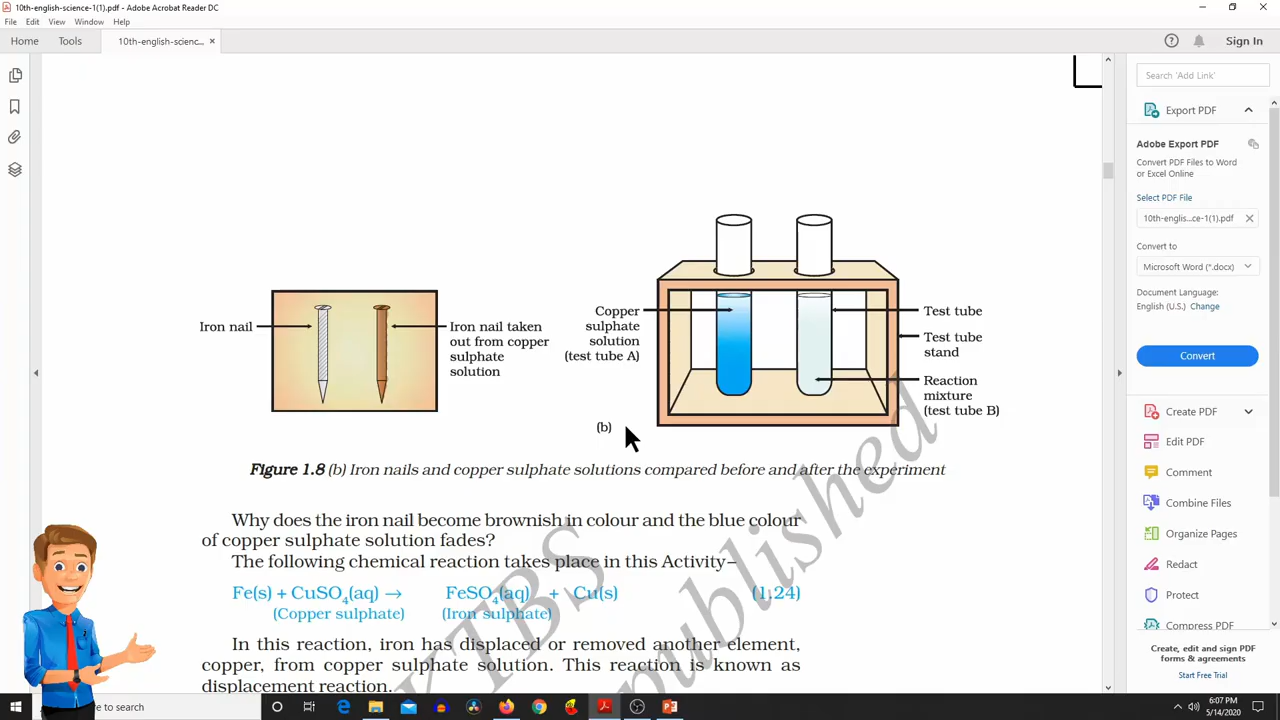 10th-english-science-1(1).pdf - Adobe Acrobat Reader DC
File Edit View Window Help
Home Tools 10th-english-scienc... × ? Sign In
Search 'Add Link'
Export PDF
Adobe Export PDF
Convert PDF Files to Word
or Excel Online
Select PDF File
10th-englis...ce-1(1).pdf ×
Convert to
Microsoft Word (*.docx)
Document Language:
English (U.S.) Change
Convert
Create PDF
Edit PDF
Comment
Combine Files
Organize Pages
Redact
Protect
Compress PDF
Create, edit and sign PDF
forms & agreements
Start Free Trial
Iron nail
Iron nail taken
out from copper
sulphate
solution
Copper
sulphate
solution
(test tube A)
Test tube
Test tube
stand
Reaction
mixture
(test tube B)
(b)
Figure 1.8 (b) Iron nails and copper sulphate solutions compared before and after the experiment
Why does the iron nail become brownish in colour and the blue colour
of copper sulphate solution fades?
The following chemical reaction takes place in this Activity–
Fe(s) + CuSO₄(aq) → FeSO₄(aq) + Cu(s) (1.24)
(Copper sulphate) (Iron sulphate)
In this reaction, iron has displaced or removed another element,
copper, from copper sulphate solution. This reaction is known as
displacement reaction.
KTBS
published
re to search
6:07 PM
5/14/2020